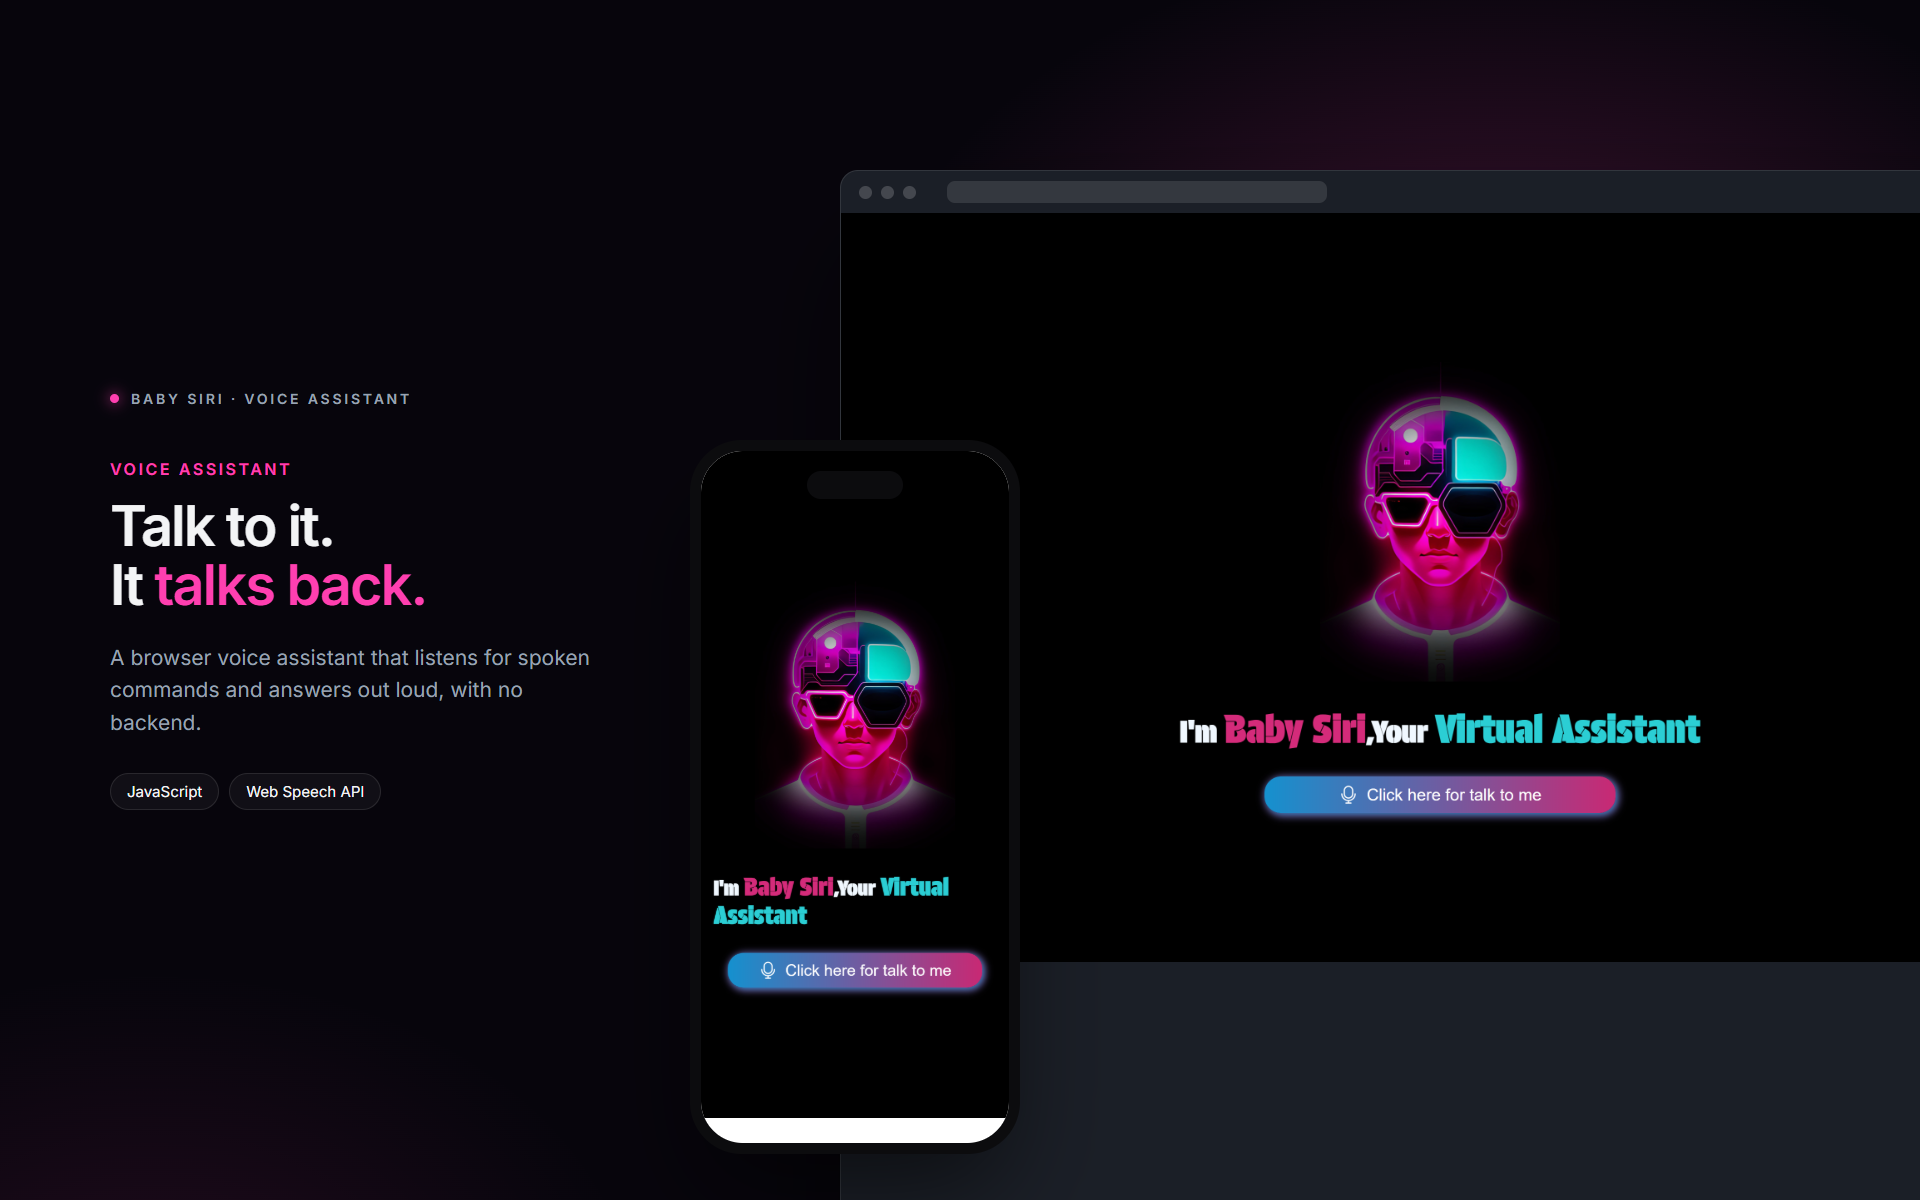 BABY SIRI · VOICE ASSISTANT
VOICE ASSISTANT
Talk to it.
It talks back.
A browser voice assistant that listens for spoken
commands and answers out loud, with no
backend.
JavaScript
Web Speech API
I'm Baby Siri,Your Virtual
Assistant
Click here for talk to me
I'm Baby Siri,Your Virtual Assistant
Click here for talk to me